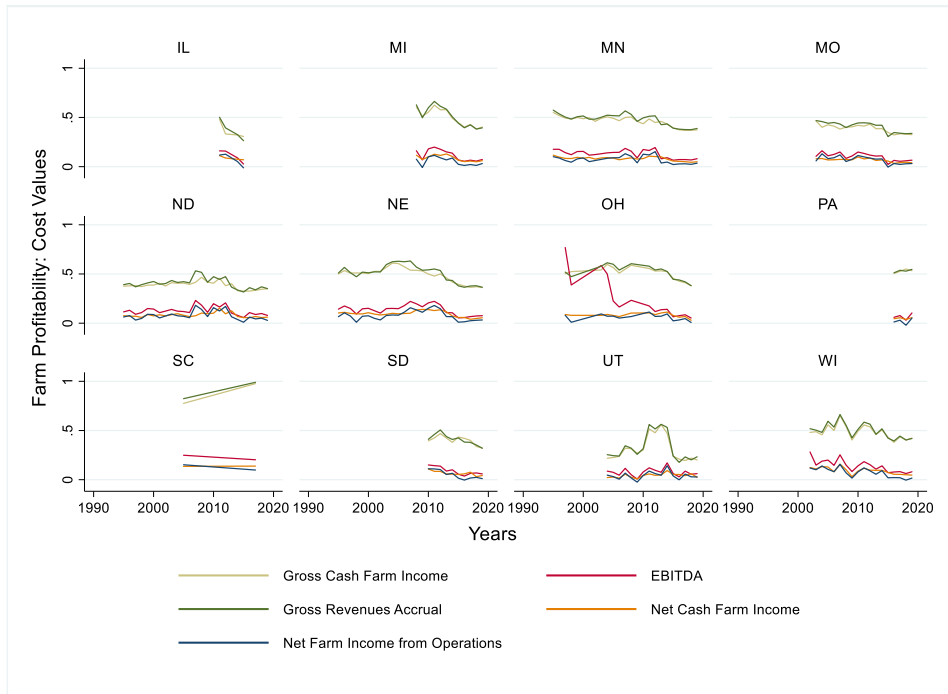 IL MI MN MO
1
.5
0
ND NE OH PA
1
.5
0
SC SD UT WI
1
.5
0
Farm Profitability: Cost Values
1990 2000 2010 2020 1990 2000 2010 2020 1990 2000 2010 2020 1990 2000 2010 2020
Years
Gross Cash Farm Income EBITDA
Gross Revenues Accrual Net Cash Farm Income
Net Farm Income from Operations